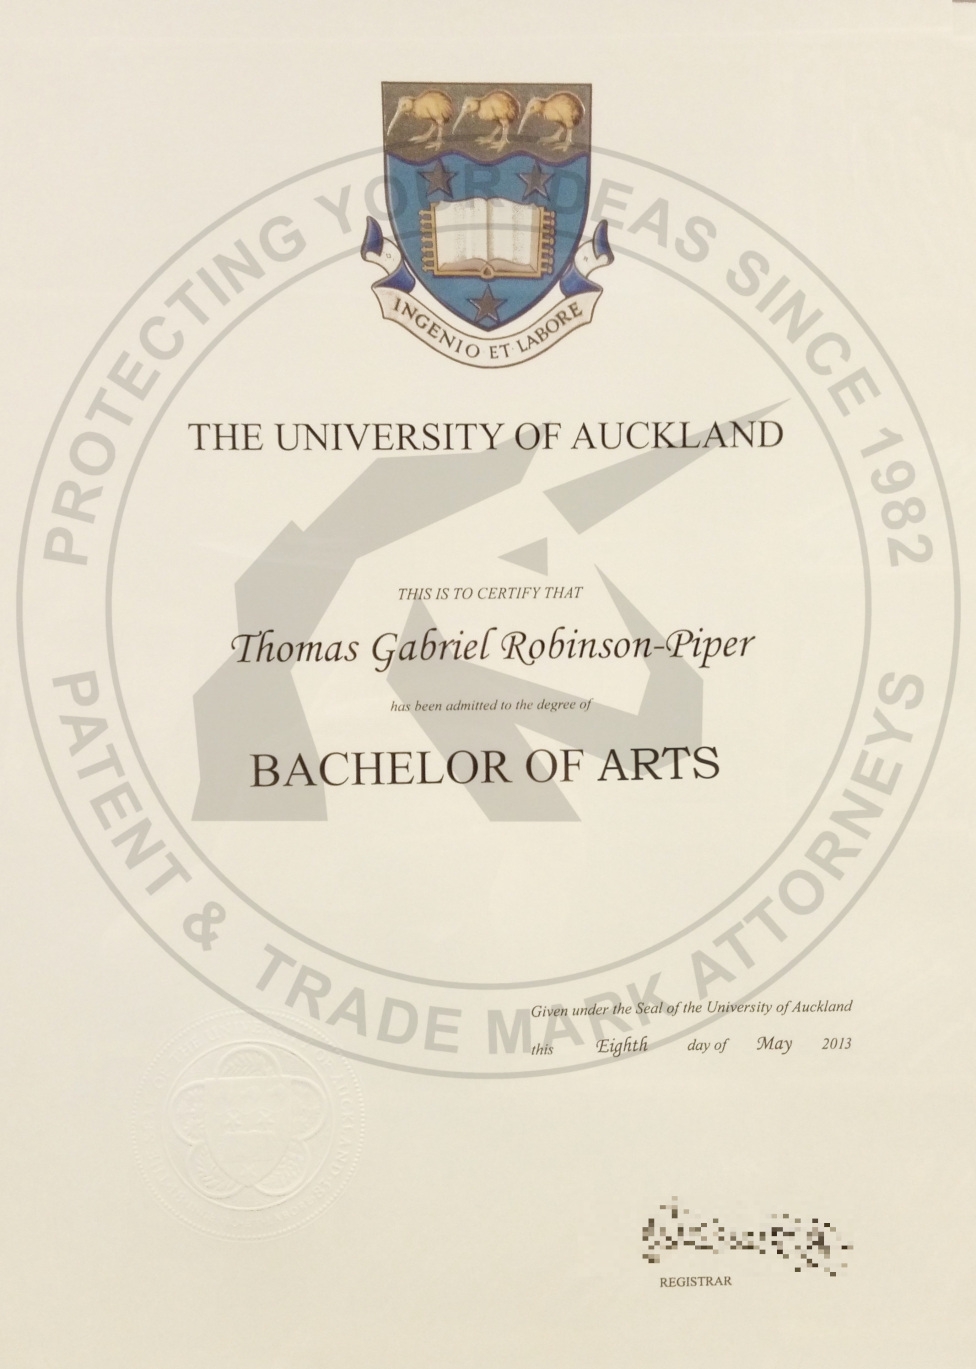 INGENIO ET LABORE
THE UNIVERSITY OF AUCKLAND
THIS IS TO CERTIFY THAT
Thomas Gabriel Robinson-Piper
has been admitted to the degree of
BACHELOR OF ARTS
Given under the Seal of the University of Auckland
this Eighth day of May 2013
REGISTRAR
PROTECTING YOUR IDEAS SINCE 1982
PATENT & TRADE MARK ATTORNEYS